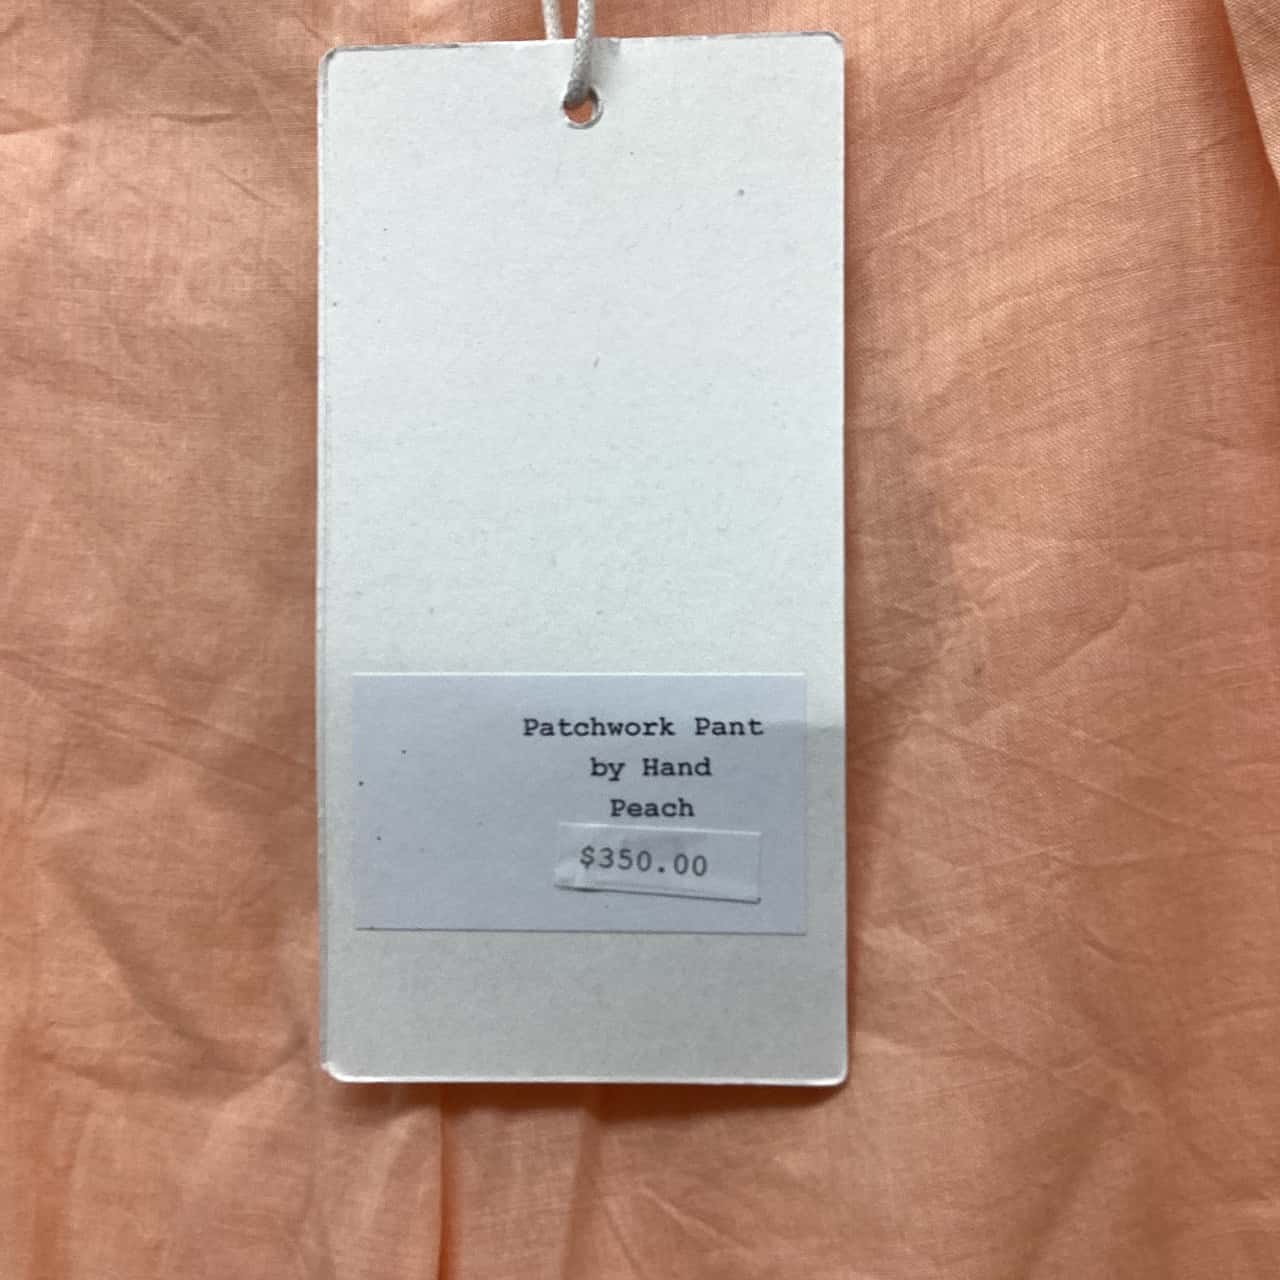 Patchwork Pant
by Hand
Peach
$350.00